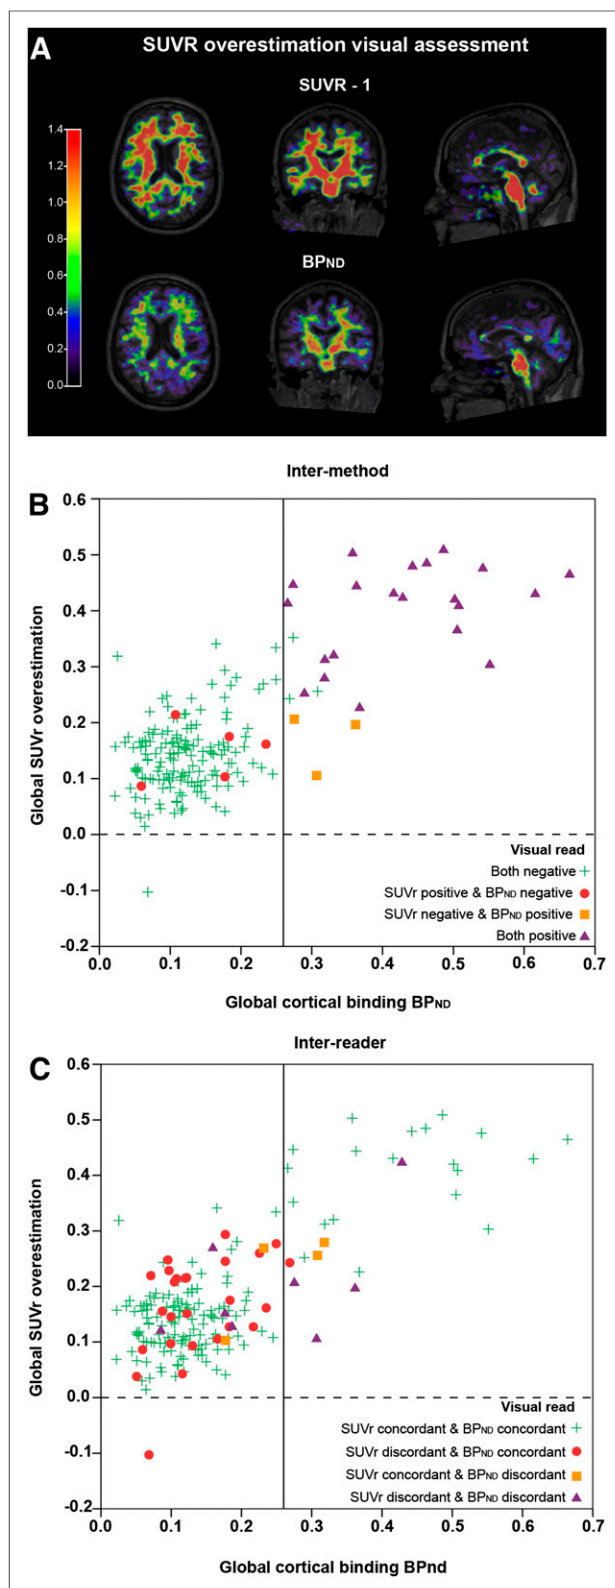 A
SUVR overestimation visual assessment
SUVR - 1
1.4
1.2
1.0
0.8
0.6
0.4
0.2
0.0
BPND
Inter-method
B
0.6
0.5
0.4
0.3
0.2
0.1
0.0
-0.1
-0.2
Global SUVr overestimation
Visual read
Both negative
SUVr positive & BPND negative
SUVr negative & BPND positive
Both positive
0.0 0.1 0.2 0.3 0.4 0.5 0.6 0.7
Global cortical binding BPND
Inter-reader
C
0.6
0.5
0.4
0.3
0.2
0.1
0.0
-0.1
-0.2
Global SUVr overestimation
Visual read
SUVr concordant & BPND concordant
SUVr discordant & BPND concordant
SUVr concordant & BPND discordant
SUVr discordant & BPND discordant
0.0 0.1 0.2 0.3 0.4 0.5 0.6 0.7
Global cortical binding BPnd